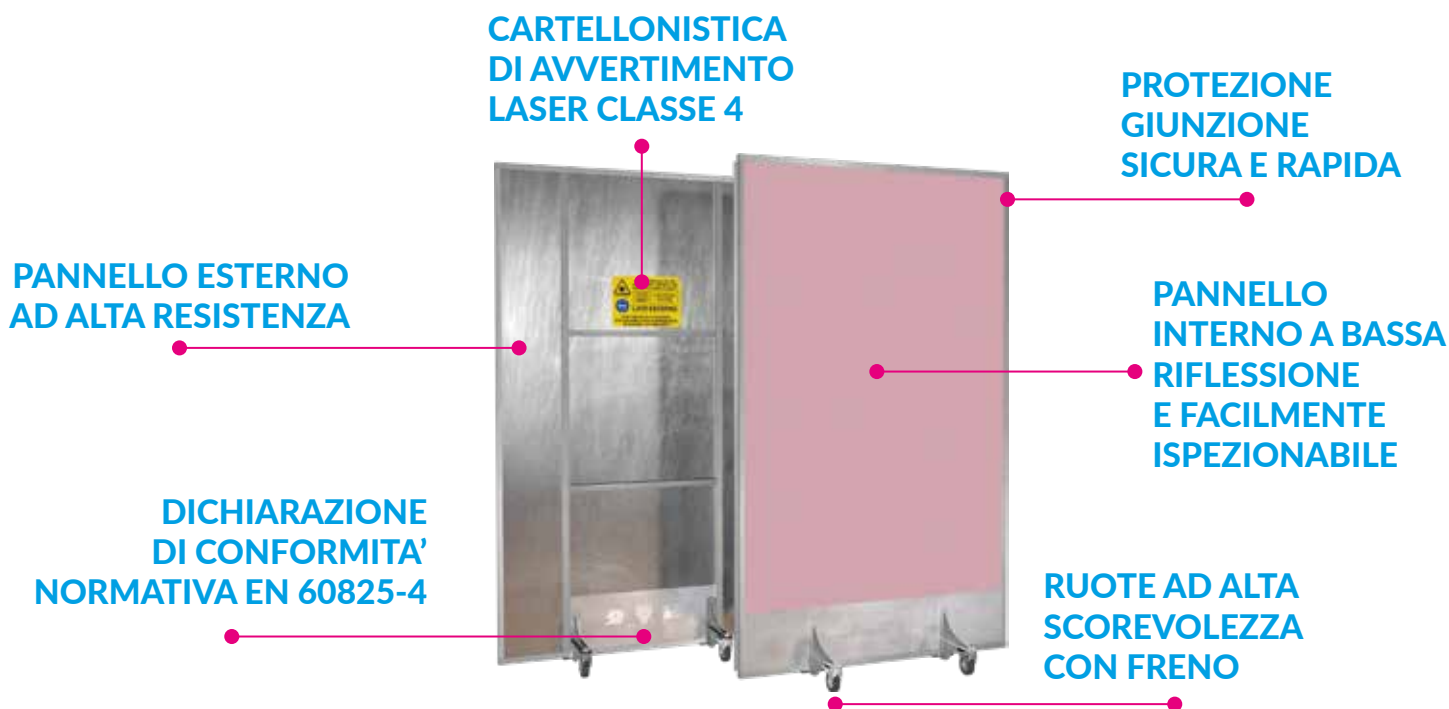 CARTELLONISTICA
DI AVVERTIMENTO
LASER CLASSE 4
PROTEZIONE
GIUNZIONE
SICURA E RAPIDA
PANNELLO ESTERNO
AD ALTA RESISTENZA
PANNELLO
INTERNO A BASSA
RIFLESSIONE
E FACILMENTE
ISPEZIONABILE
DICHIARAZIONE
DI CONFORMITA’
NORMATIVA EN 60825-4
RUOTE AD ALTA
SCOREVOLEZZA
CON FRENO